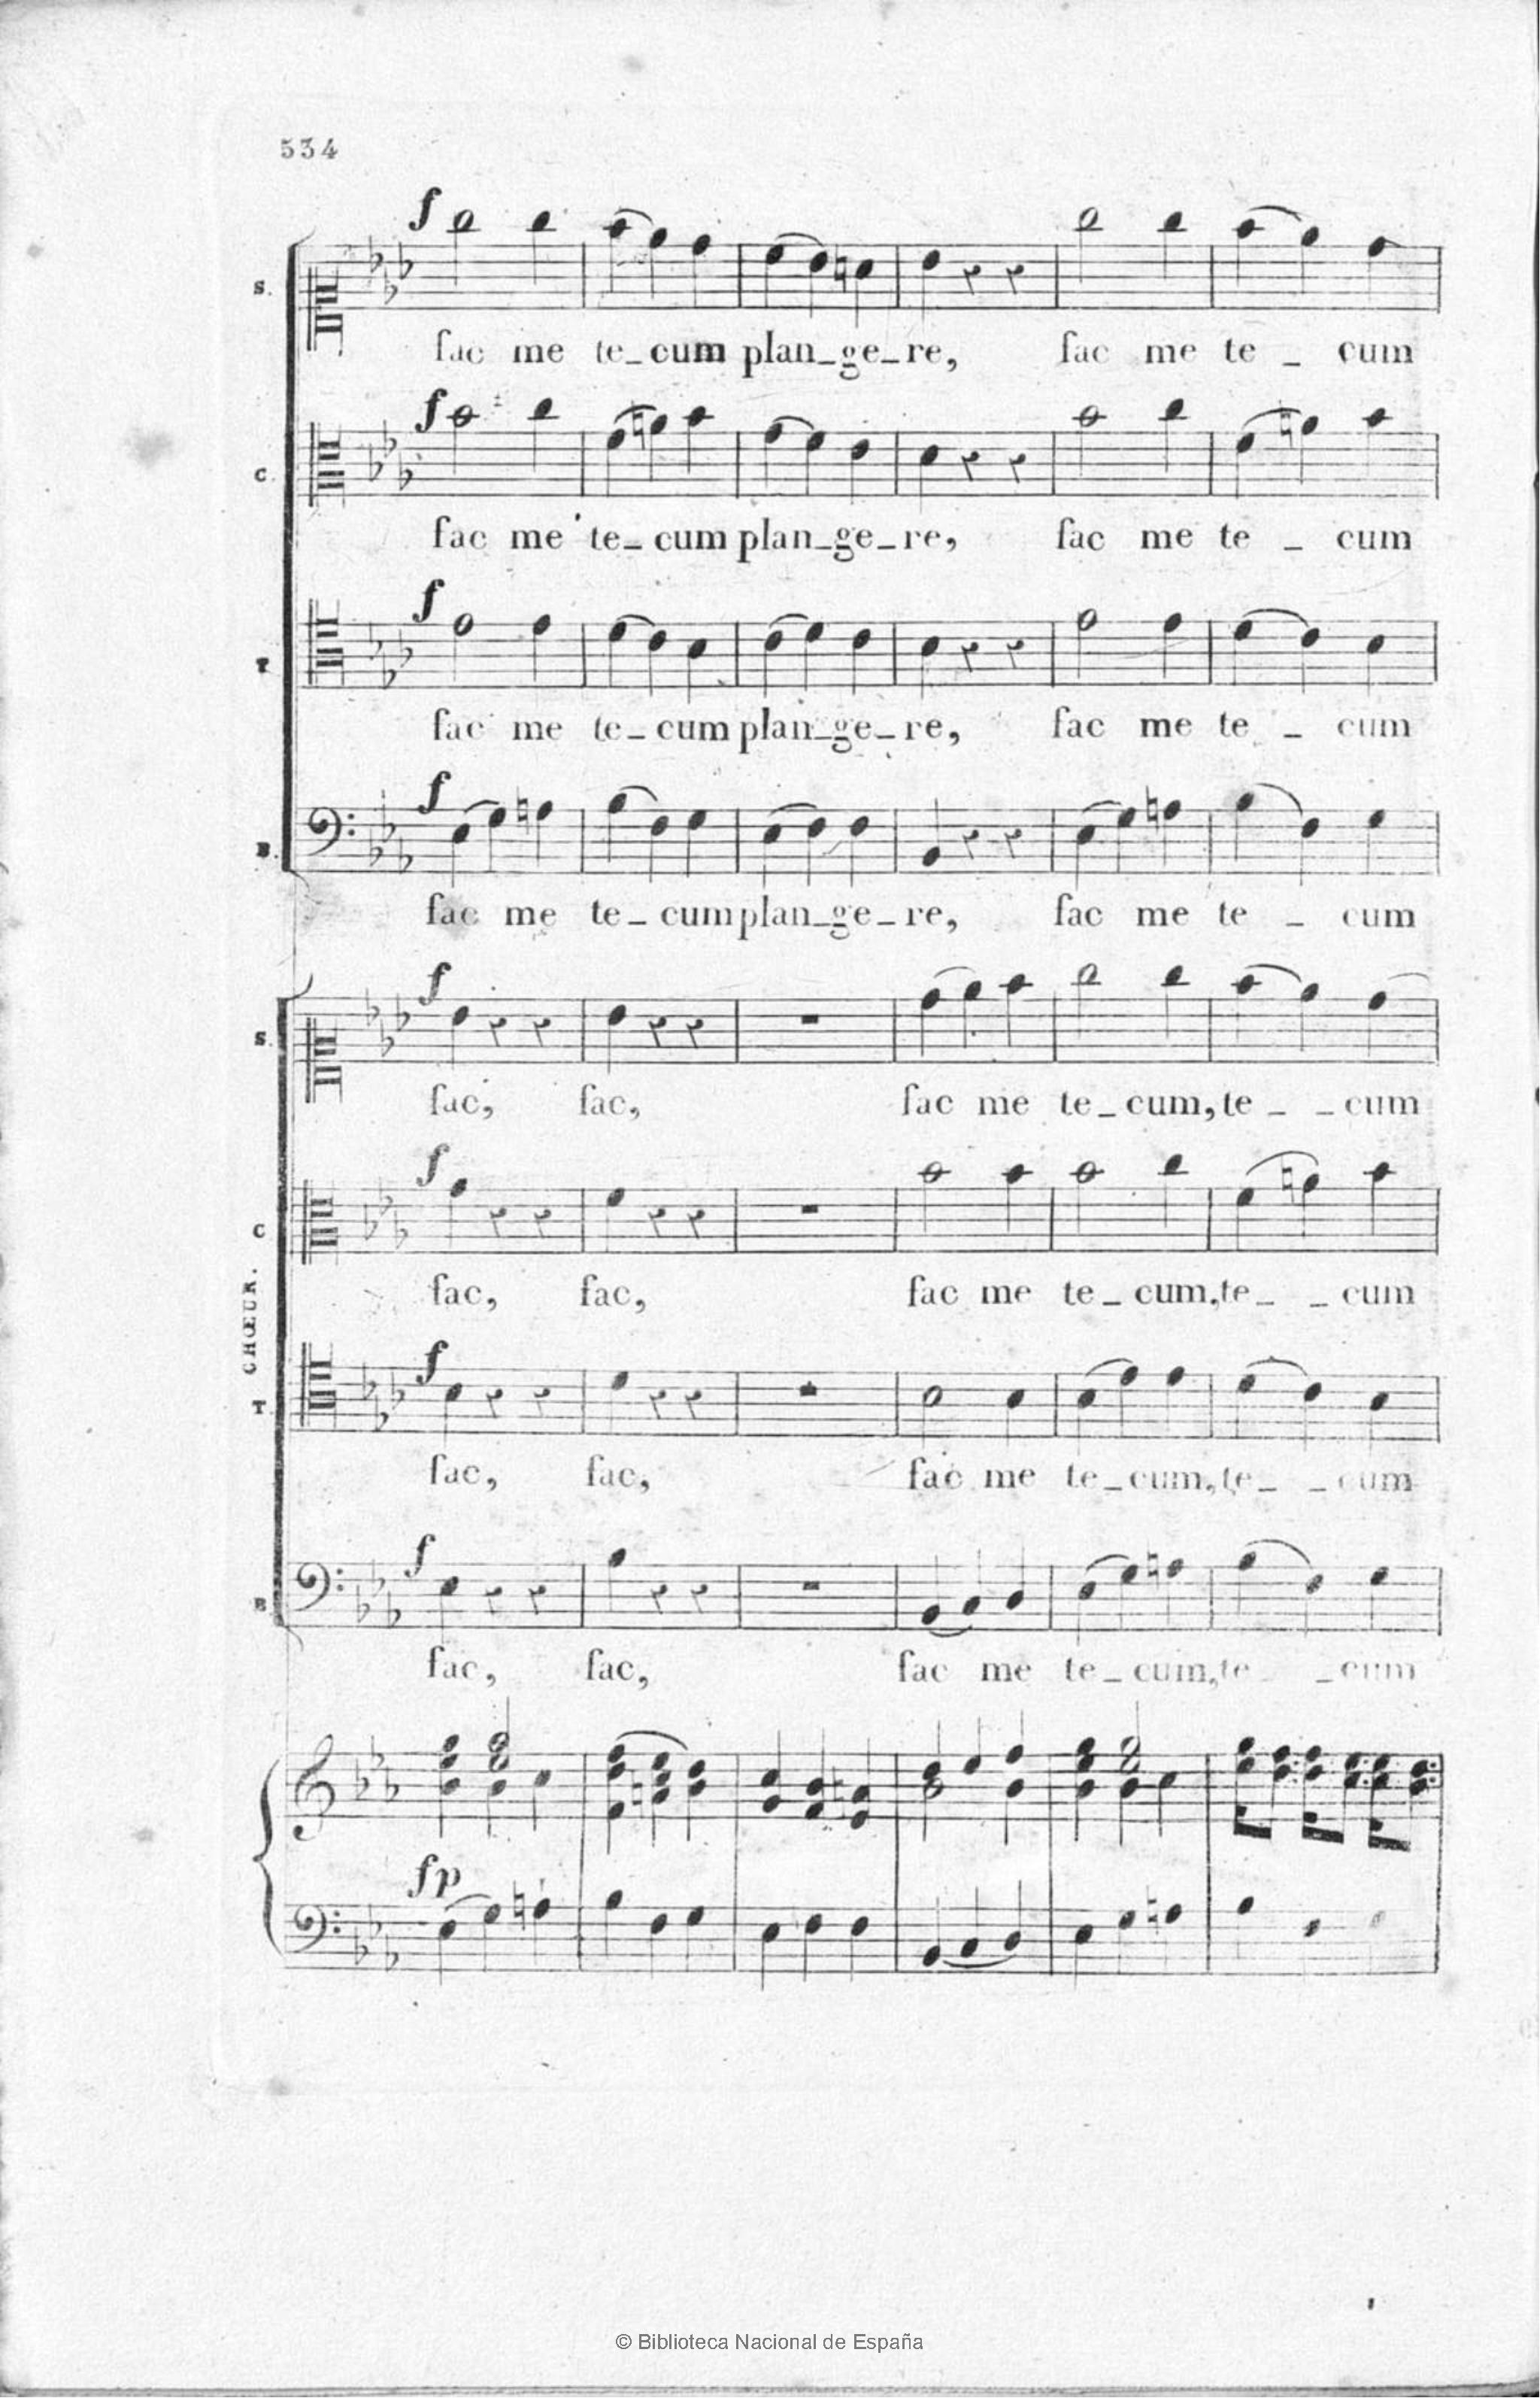 534
f
S.
fac me te_cum plan_ge_re, fac me te _ cum
f
C.
fac me te_cum plan_ge_re, fac me te _ cum
f
T
fac me te_cum plan_ge_re, fac me te _ cum
f
B.
fac me te_cum plan_ge_re, fac me te _ cum
f
S.
fac, fac, fac me te_cum, te_ _cum
f
C
fac, fac, fac me te_cum, te_ _cum
CHŒUR.
f
T
fac, fac, fac me te_cum, te_ _cum
f
B
fac, fac, fac me te_cum, te _cum
fp
© Biblioteca Nacional de España